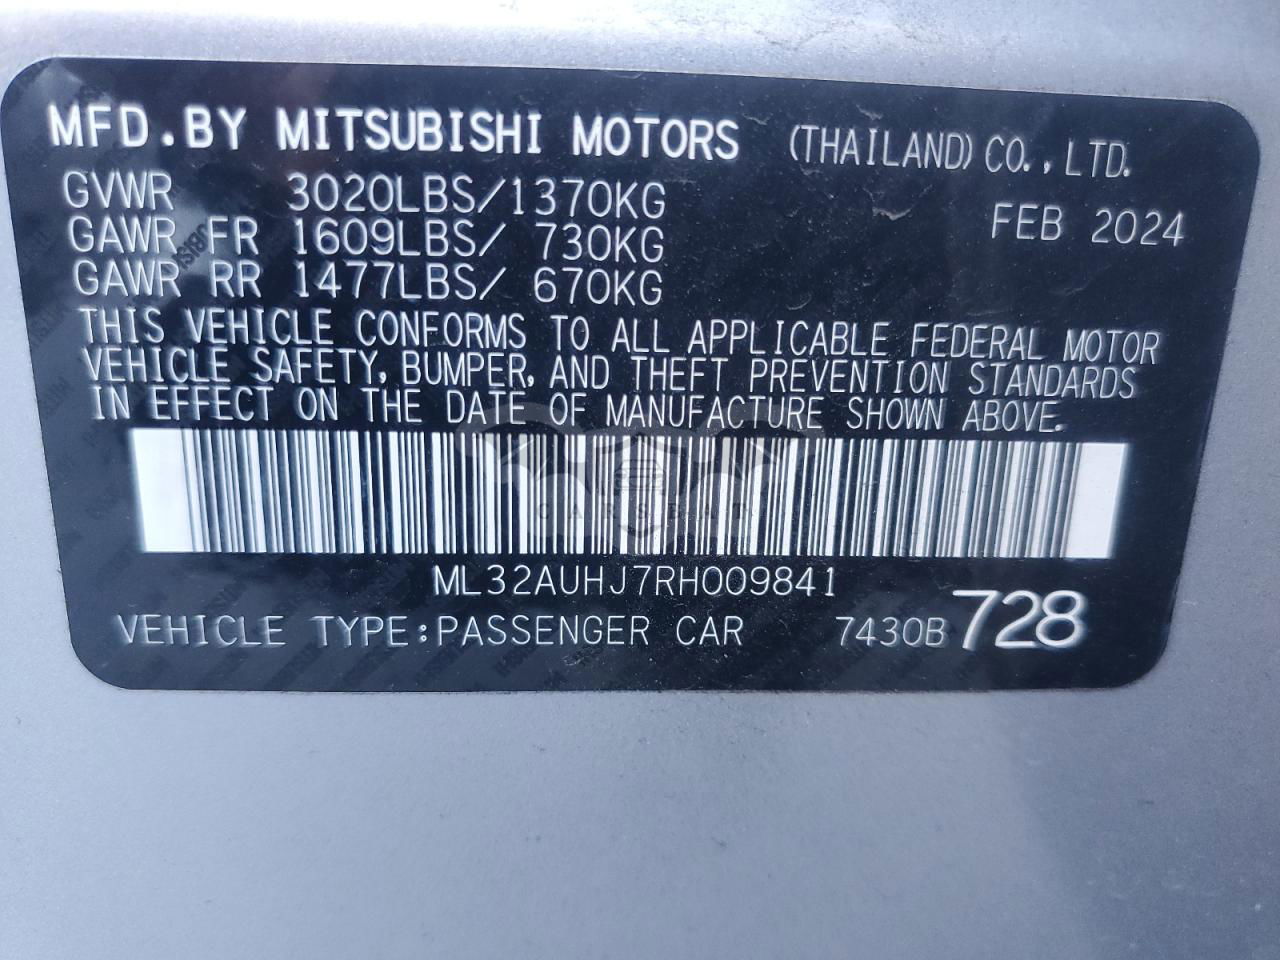 MFD.BY MITSUBISHI MOTORS (THAILAND) CO., LTD.
GVWR 3020LBS/1370KG
FEB 2024
GAWR FR 1609LBS/ 730KG
GAWR RR 1477LBS/ 670KG
THIS VEHICLE CONFORMS TO ALL APPLICABLE FEDERAL MOTOR
VEHICLE SAFETY, BUMPER, AND THEFT PREVENTION STANDARDS
IN EFFECT ON THE DATE OF MANUFACTURE SHOWN ABOVE.
CARSBAT
ML32AUHJ7RH009841
VEHICLE TYPE:PASSENGER CAR 7430B 728